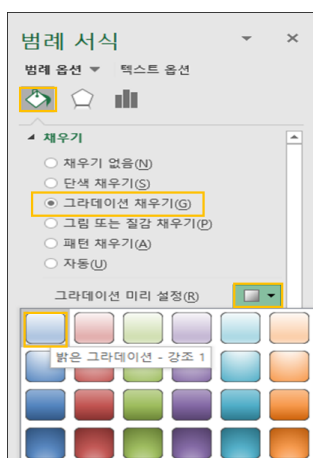 범례 서식
범례 옵션 텍스트 옵션
채우기
채우기 없음(N)
단색 채우기(S)
그라데이션 채우기(G)
그림 또는 질감 채우기(P)
패턴 채우기(A)
자동(U)
그라데이션 미리 설정(R)
밝은 그라데이션 - 강조 1